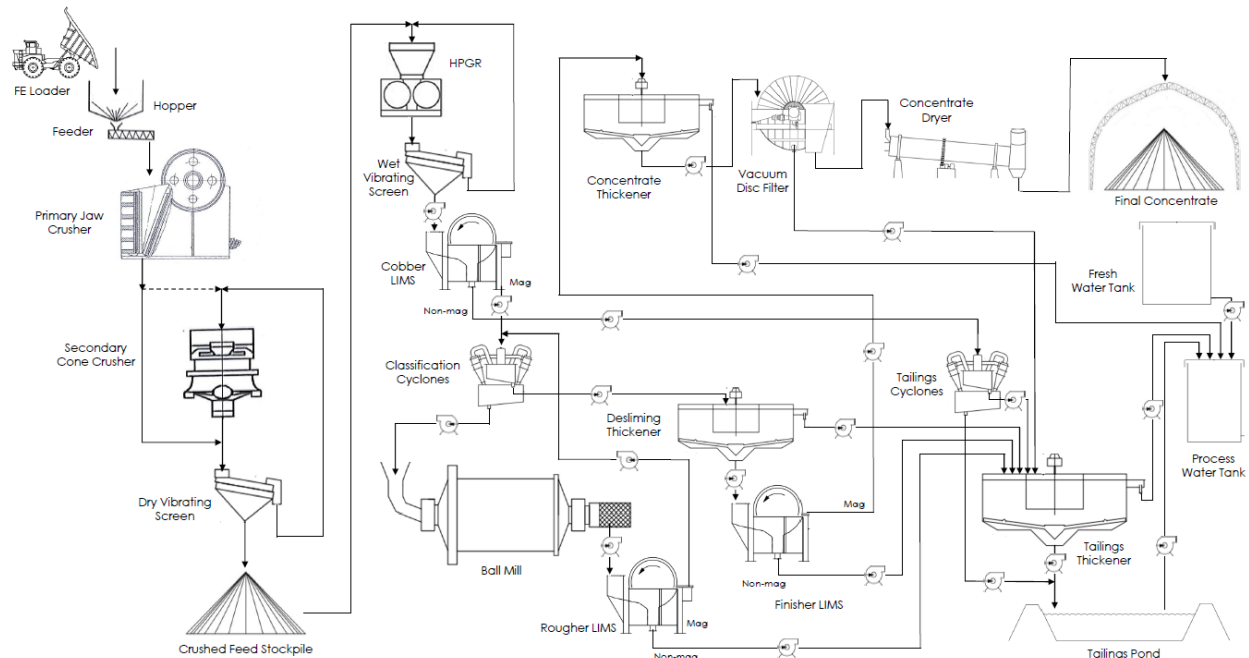 FE Loader
Hopper
Feeder
Primary Jaw
Crusher
Secondary
Cone Crusher
Dry Vibrating
Screen
Crushed Feed Stockpile
HPGR
Wet
Vibrating
Screen
Cobber
LIMS
Mag
Non-mag
Classification
Cyclones
Ball Mill
Rougher LIMS
Mag
Non-mag
Desliming
Thickener
Mag
Non-mag
Finisher LIMS
Concentrate
Thickener
Vacuum
Disc Filter
Concentrate
Dryer
Final Concentrate
Fresh
Water Tank
Process
Water Tank
Tailings
Cyclones
Tailings
Thickener
Tailings Pond